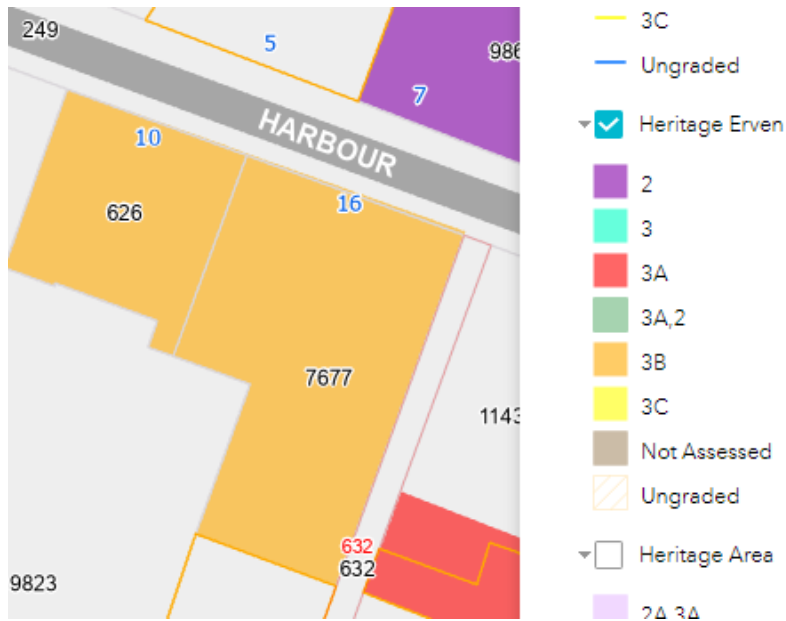 249
5
986
7
HARBOUR
10
16
626
7677
1143
632
632
9823
3C
Ungraded
Heritage Erven
2
3
3A
3A,2
3B
3C
Not Assessed
Ungraded
Heritage Area
2A 3A